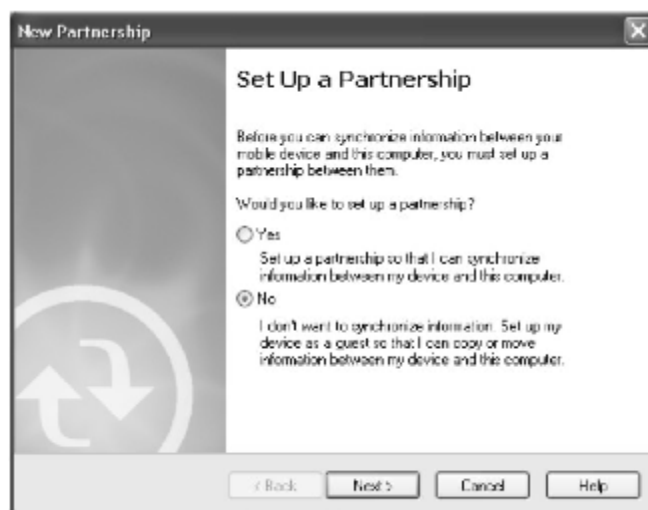 New Partnership
Set Up a Partnership
Before you can synchronize information between your
mobile device and this computer, you must set up a
partnership between them.
Would you like to set up a partnership?
Yes
Set up a partnership so that I can synchronize
information between my device and this computer.
No
I don't want to synchronize information. Set up my
device as a guest so that I can copy or move
information between my device and this computer.
< Back
Next >
Cancel
Help